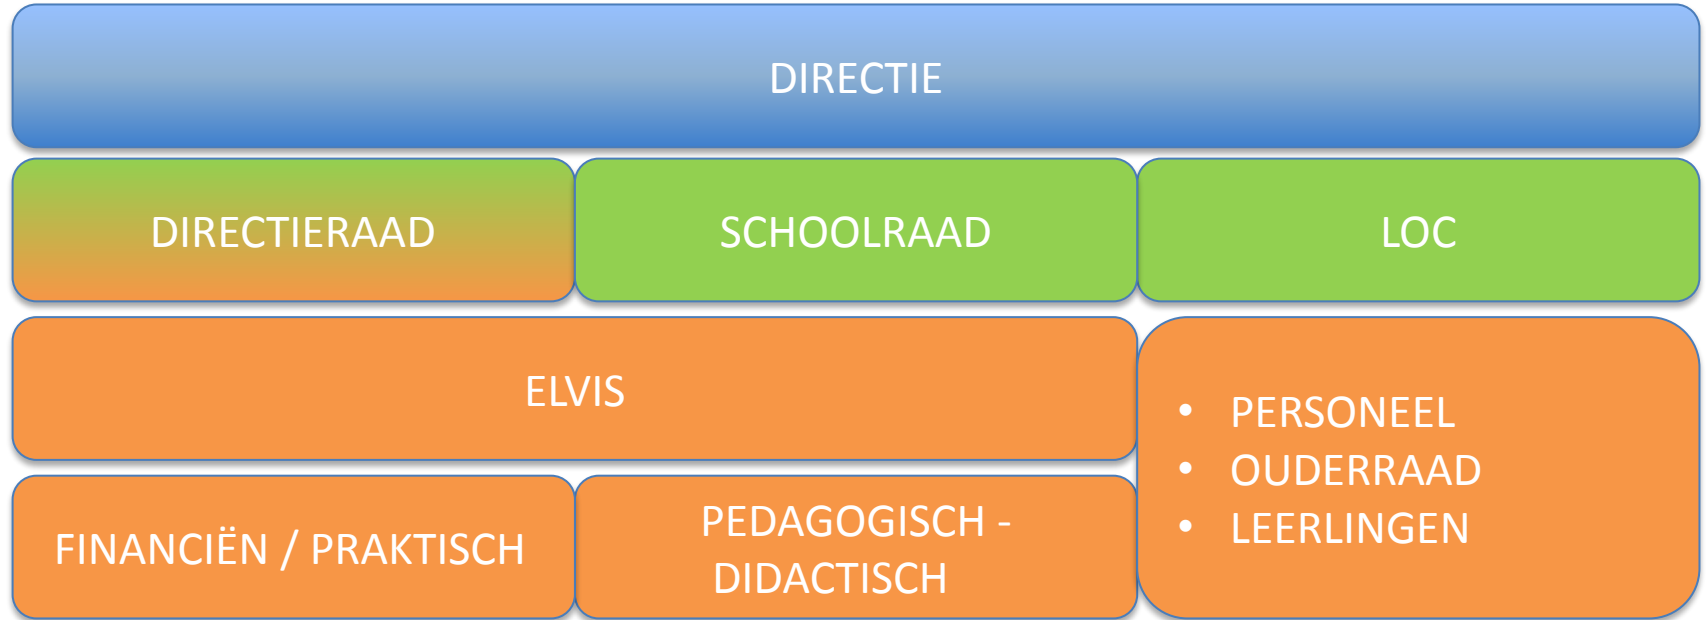 DIRECTIE
DIRECTIERAAD
SCHOOLRAAD
LOC
ELVIS
• PERSONEEL
• OUDERRAAD
• LEERLINGEN
FINANCIËN / PRAKTISCH
PEDAGOGISCH -
DIDACTISCH